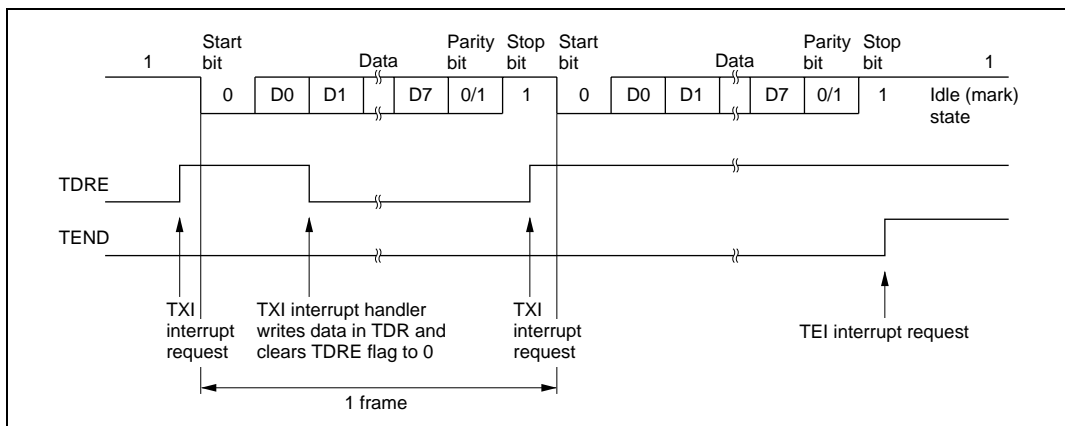 Start bit
Data
Parity bit
Stop bit
Start bit
Data
Parity bit
Stop bit
1
1
0
D0
D1
D7
0/1
1
0
D0
D1
D7
0/1
1
Idle (mark)
state
TDRE
TEND
TXI
interrupt
request
TXI interrupt handler
writes data in TDR and
clears TDRE flag to 0
TXI
interrupt
request
TEI interrupt request
1 frame